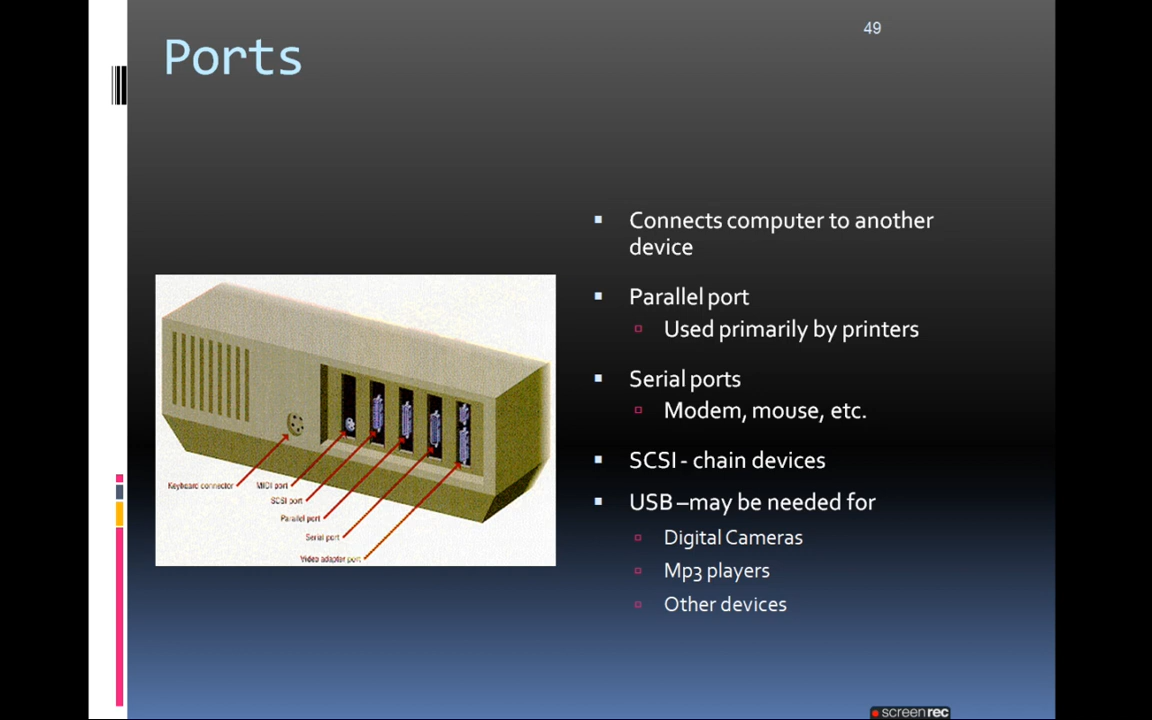 49
Ports
Connects computer to another
device
Parallel port
Used primarily by printers
Serial ports
Modem, mouse, etc.
SCSI - chain devices
USB –may be needed for
Digital Cameras
Mp3 players
Other devices
Keyboard connector
MIDI port
SCSI port
Parallel port
Serial port
Video adapter port
screenrec